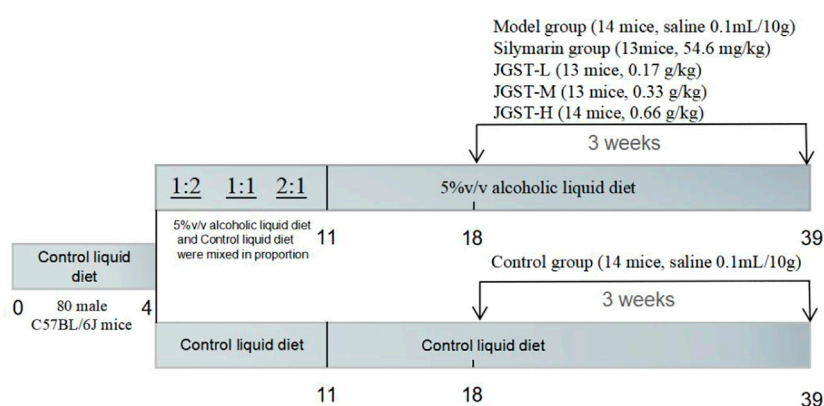 Model group (14 mice, saline 0.1mL/10g)
Silymarin group (13mice, 54.6 mg/kg)
JGST-L (13 mice, 0.17 g/kg)
JGST-M (13 mice, 0.33 g/kg)
JGST-H (14 mice, 0.66 g/kg)
3 weeks
1:2 1:1 2:1
5%v/v alcoholic liquid diet
5%v/v alcoholic liquid diet
and Control liquid diet
were mixed in proportion
11
18
39
Control liquid
diet
0
80 male
C57BL/6J mice
4
Control group (14 mice, saline 0.1mL/10g)
3 weeks
Control liquid diet
Control liquid diet
11
18
39